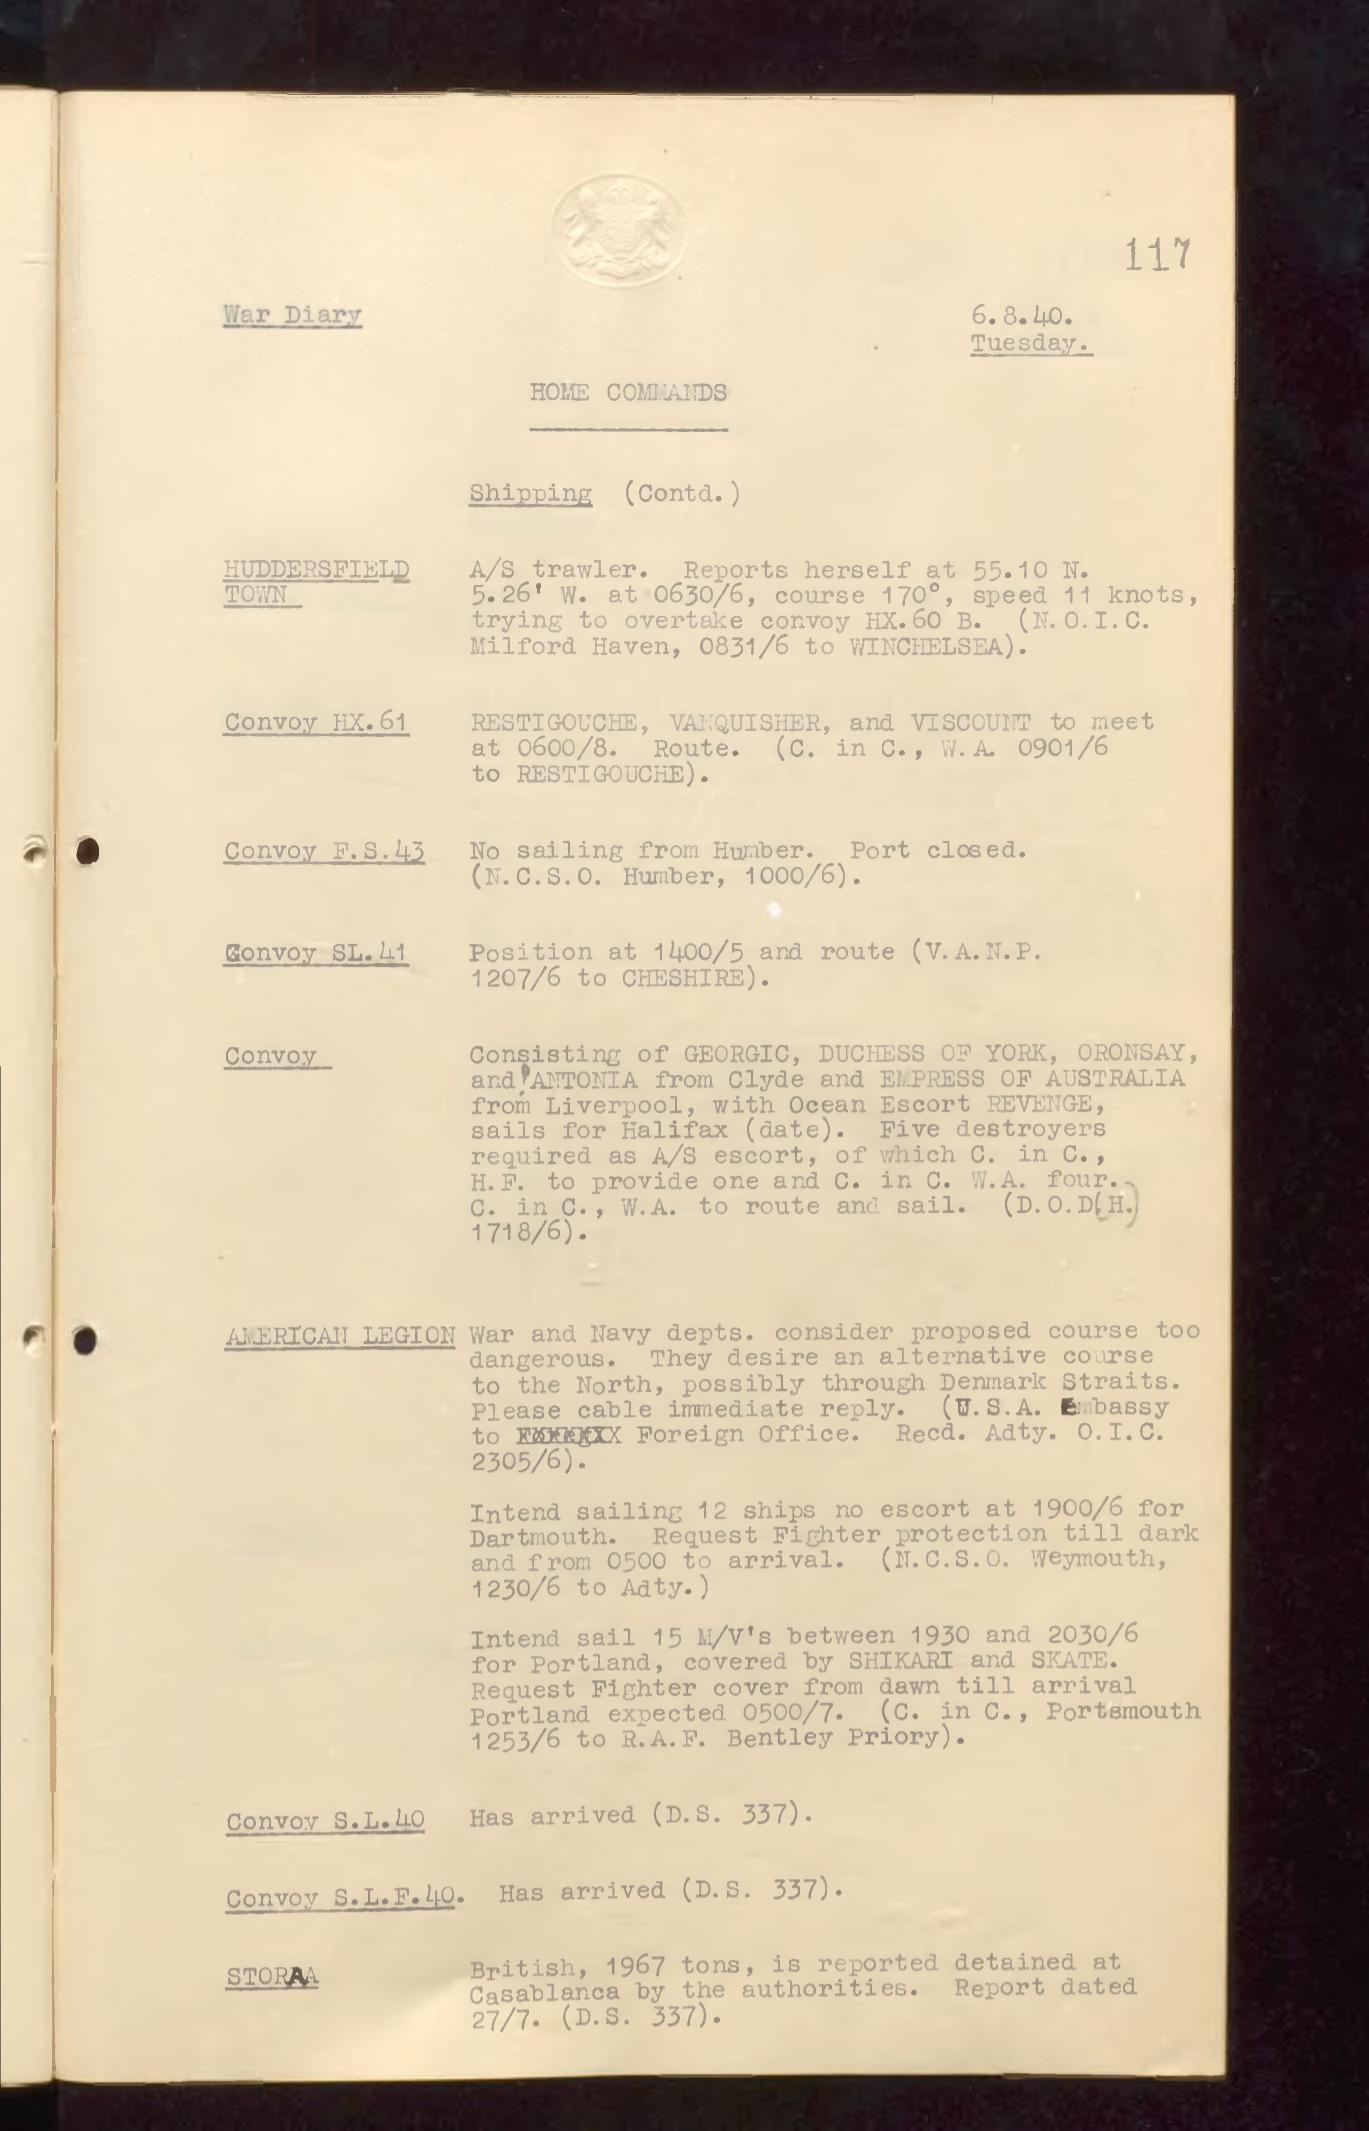 117
War Diary 6.8.40.
Tuesday.
HOME COMMANDS
Shipping (Contd.)
HUDDERSFIELD A/S trawler. Reports herself at 55.10 N.
TOWN 5.26' W. at 0630/6, course 170°, speed 11 knots,
trying to overtake convoy HX.60 B. (N.O.I.C.
Milford Haven, 0831/6 to WINCHELSEA).
Convoy HX.61 RESTIGOUCHE, VANQUISHER, and VISCOUNT to meet
at 0600/8. Route. (C. in C., W.A. 0901/6
to RESTIGOUCHE).
Convoy F.S.43 No sailing from Humber. Port closed.
(N.C.S.O. Humber, 1000/6).
Convoy SL.41 Position at 1400/5 and route (V.A.N.P.
1207/6 to CHESHIRE).
Convoy Consisting of GEORGIC, DUCHESS OF YORK, ORONSAY,
and ANTONIA from Clyde and EMPRESS OF AUSTRALIA
from Liverpool, with Ocean Escort REVENGE,
sails for Halifax (date). Five destroyers
required as A/S escort, of which C. in C.,
H.F. to provide one and C. in C. W.A. four.
C. in C., W.A. to route and sail. (D.O.D(H.)
1718/6).
AMERICAN LEGION War and Navy depts. consider proposed course too
dangerous. They desire an alternative course
to the North, possibly through Denmark Straits.
Please cable immediate reply. (U.S.A. Embassy
to Foreign Office. Recd. Adty. O.I.C.
2305/6).
Intend sailing 12 ships no escort at 1900/6 for
Dartmouth. Request Fighter protection till dark
and from 0500 to arrival. (N.C.S.O. Weymouth,
1230/6 to Adty.)
Intend sail 15 M/V's between 1930 and 2030/6
for Portland, covered by SHIKARI and SKATE.
Request Fighter cover from dawn till arrival
Portland expected 0500/7. (C. in C., Portsmouth
1253/6 to R.A.F. Bentley Priory).
Convoy S.L.40 Has arrived (D.S. 337).
Convoy S.L.F.40. Has arrived (D.S. 337).
STORAA British, 1967 tons, is reported detained at
Casablanca by the authorities. Report dated
27/7. (D.S. 337).